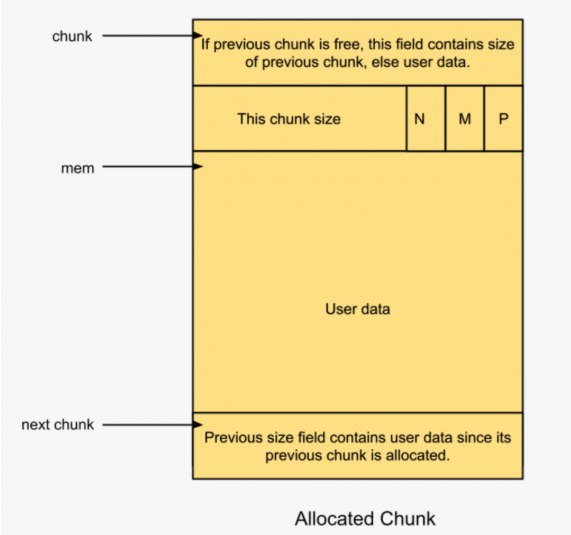 chunk
If previous chunk is free, this field contains size
of previous chunk, else user data.
This chunk size
N
M
P
mem
User data
next chunk
Previous size field contains user data since its
previous chunk is allocated.
Allocated Chunk